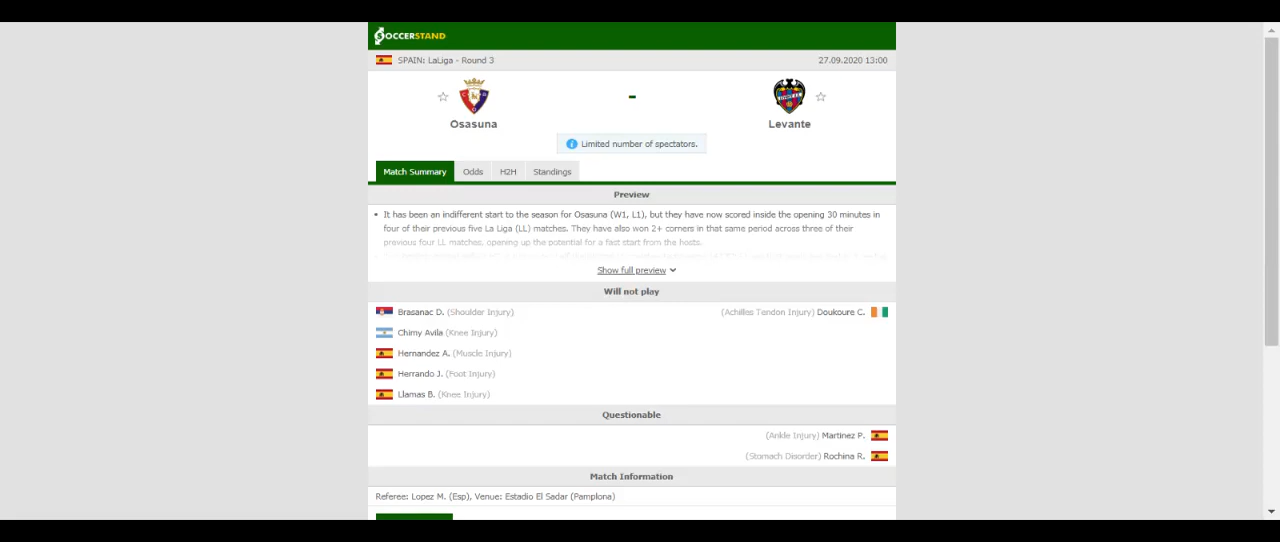 SOCCERSTAND
SPAIN: LaLiga - Round 3 27.09.2020 13:00
-
Osasuna Levante
Limited number of spectators.
Match Summary Odds H2H Standings
Preview
It has been an indifferent start to the season for Osasuna (W1, L1), but they have now scored inside the opening 30 minutes in
four of their previous five La Liga (LL) matches. They have also won 2+ corners in that same period across three of their
previous four LL matches, opening up the potential for a fast start from the hosts.
Show full preview
Will not play
Brasanac D. (Shoulder Injury) (Achilles Tendon Injury) Doukoure C.
Chimy Avila (Knee Injury)
Hernandez A. (Muscle Injury)
Herrando J. (Foot Injury)
Llamas B. (Knee Injury)
Questionable
(Ankle Injury) Martinez P.
(Stomach Disorder) Rochina R.
Match Information
Referee: Lopez M. (Esp), Venue: Estadio El Sadar (Pamplona)